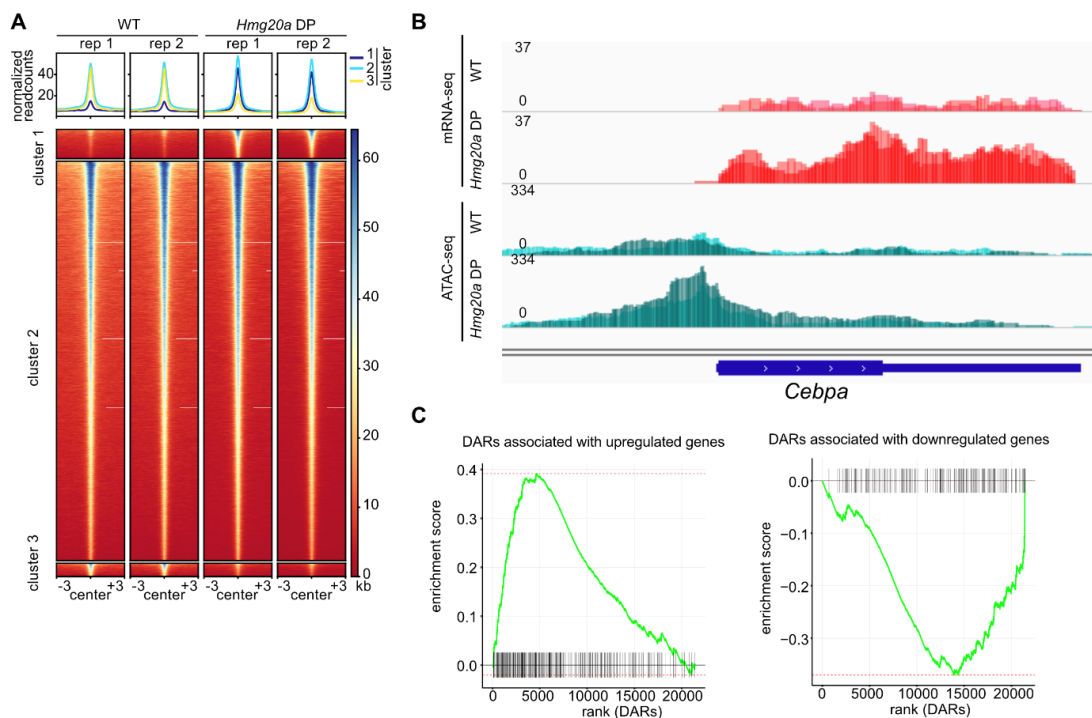 A
WT
Hmg20a DP
rep 1
rep 2
rep 1
rep 2
normalized
readcounts
40
20
1
2
3
cluster
cluster 1
cluster 2
cluster 3
60
50
40
30
20
10
0
-3
+3
-3
+3
-3
+3
-3
+3
kb
center
center
center
center
B
mRNA-seq
WT
37
0
Hmg20a DP
37
0
ATAC-seq
WT
334
0
Hmg20a DP
334
0
Cebpa
C
DARs associated with upregulated genes
enrichment score
0.4
0.3
0.2
0.1
0.0
0
5000
10000
15000
20000
rank (DARs)
DARs associated with downregulated genes
enrichment score
0.0
−0.1
−0.2
−0.3
0
5000
10000
15000
20000
rank (DARs)